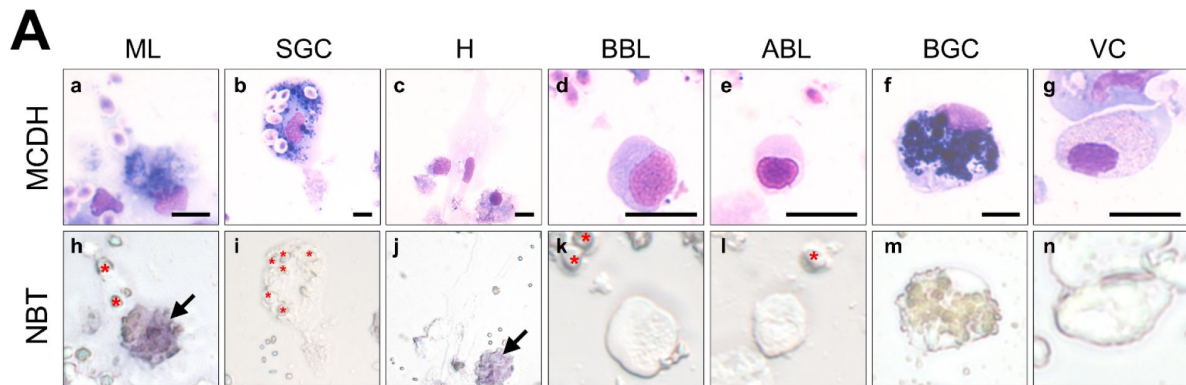 A
ML SGC H BBL ABL BGC VC
MCDH
a b c d e f g
NBT
h i j k l m n
* * * * * * * * * * *